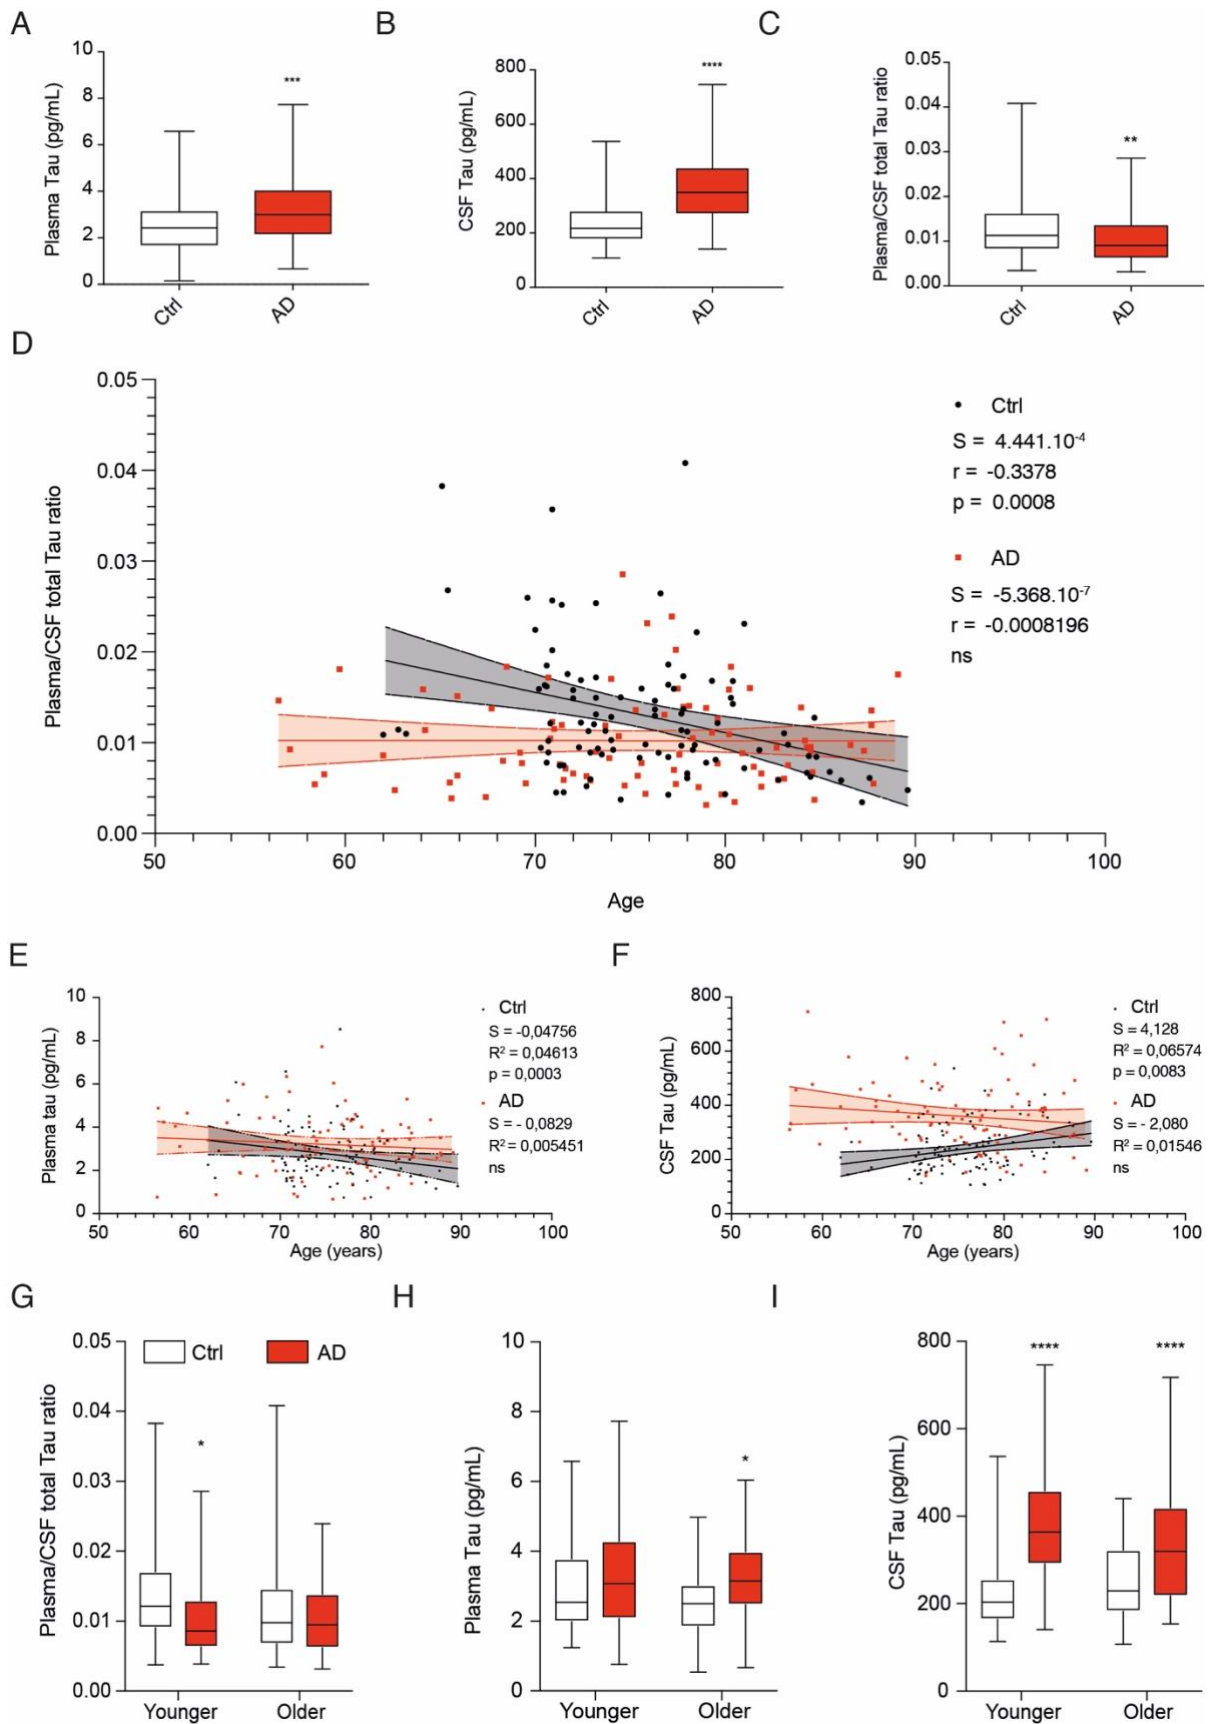 A
B
C
Plasma Tau (pg/mL)
10
8
6
4
2
0
***
Ctrl
AD
CSF Tau (pg/mL)
800
600
400
200
0
****
Ctrl
AD
Plasma/CSF total Tau ratio
0.05
0.04
0.03
0.02
0.01
0.00
**
Ctrl
AD
D
Plasma/CSF total Tau ratio
0.05
0.04
0.03
0.02
0.01
0.00
50 60 70 80 90 100
Age
Ctrl
S = 4.441.10-4
r = -0.3378
p = 0.0008
AD
S = -5.368.10-7
r = -0.0008196
ns
E
Plasma tau (pg/mL)
10
8
6
4
2
0
50 60 70 80 90 100
Age (years)
Ctrl
S = -0,04756
R² = 0,04613
p = 0,0003
AD
S = - 0,0829
R² = 0,005451
ns
F
CSF Tau (pg/mL)
800
600
400
200
0
50 60 70 80 90 100
Age (years)
Ctrl
S = 4,128
R² = 0,06574
p = 0,0083
AD
S = - 2,080
R² = 0,01546
ns
G
Plasma/CSF total Tau ratio
0.05
0.04
0.03
0.02
0.01
0.00
Ctrl
AD
*
Younger
Older
H
Plasma Tau (pg/mL)
10
8
6
4
2
0
*
Younger
Older
I
CSF Tau (pg/mL)
800
600
400
200
0
****
****
Younger
Older